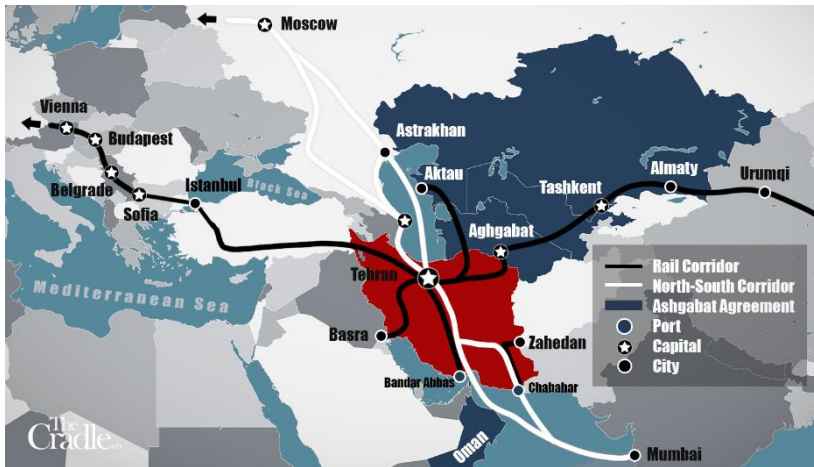 Moscow
Vienna
Budapest
Belgrade
Sofia
Istanbul
Black Sea
Astrakhan
Aktau
Tashkent
Almaty
Urumqi
Aghgabat
Tehran
Mediterranean Sea
Basra
Zahedan
Bandar Abbas
Chabahar
Oman
Mumbai
Rail Corridor
North-South Corridor
Ashgabat Agreement
Port
Capital
City
The
Cradle.co